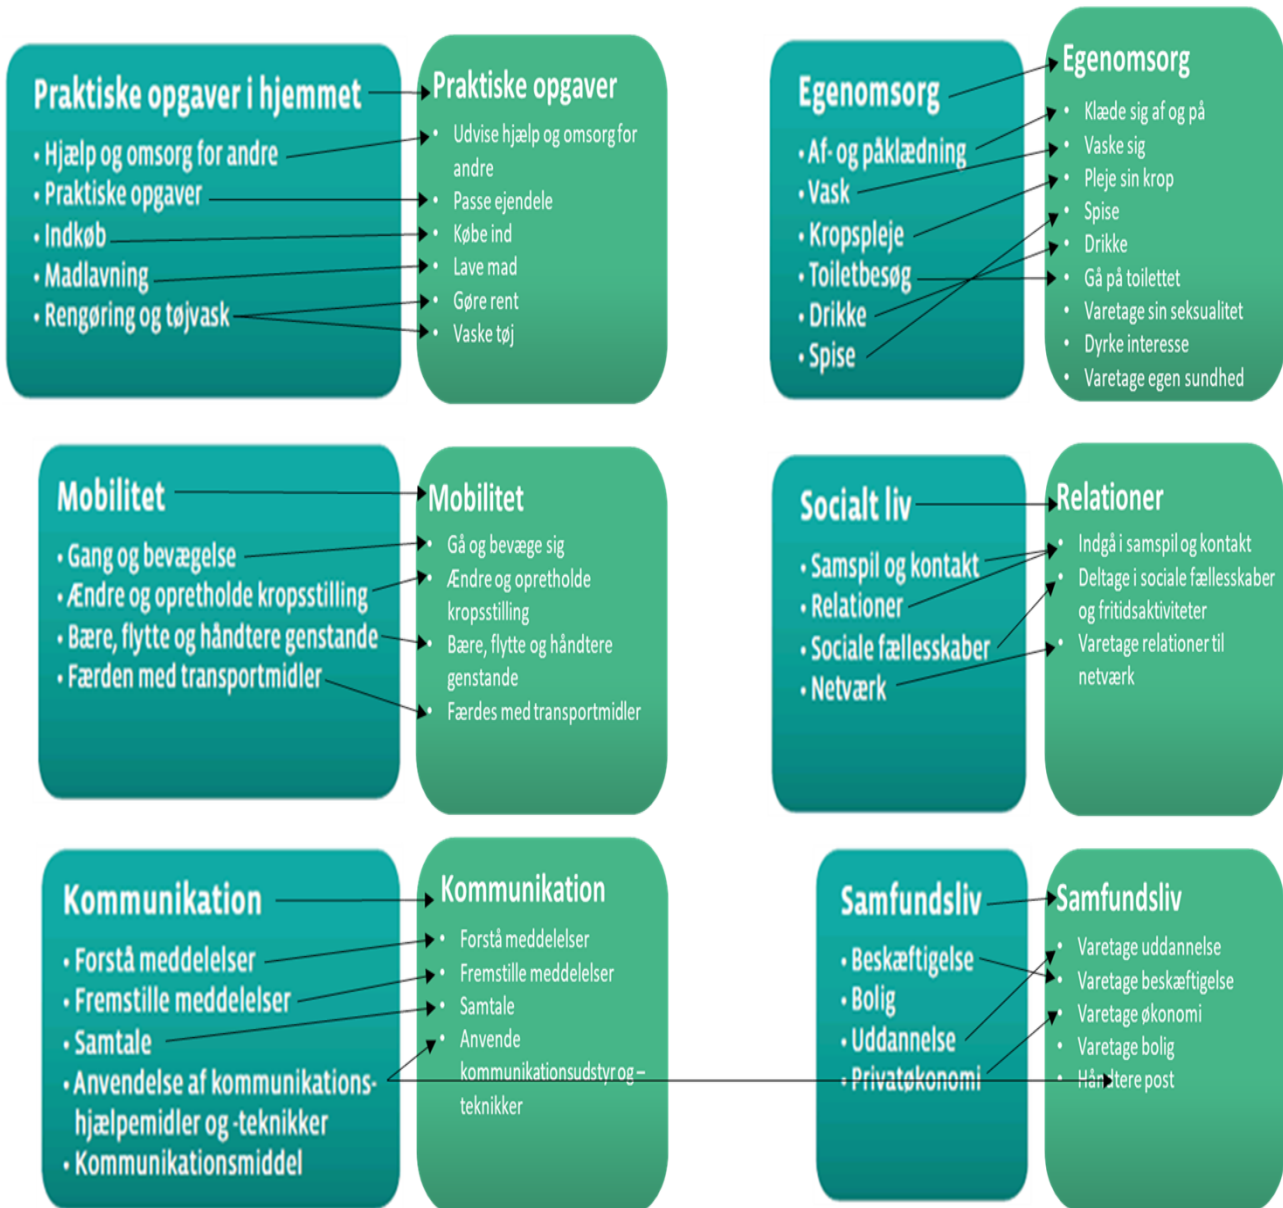 Praktiske opgaver i hjemmet
• Hjælp og omsorg for andre
• Praktiske opgaver
• Indkøb
• Madlavning
• Rengøring og tøjvask
Praktiske opgaver
• Udvise hjælp og omsorg for
andre
• Passe ejendele
• Købe ind
• Lave mad
• Gøre rent
• Vaske tøj
Egenomsorg
• Af- og påklædning
• Vask
• Kropspleje
• Toiletbesøg
• Drikke
• Spise
Egenomsorg
• Klæde sig af og på
• Vaske sig
• Pleje sin krop
• Spise
• Drikke
• Gå på toilettet
• Varetage sin seksualitet
• Dyrke interesse
• Varetage egen sundhed
Mobilitet
• Gang og bevægelse
• Ændre og opretholde kropsstilling
• Bære, flytte og håndtere genstande
• Færden med transportmidler
Mobilitet
• Gå og bevæge sig
• Ændre og opretholde
kropsstilling
• Bære, flytte og håndtere
genstande
• Færdes med transportmidler
Socialt liv
• Samspil og kontakt
• Relationer
• Sociale fællesskaber
• Netværk
Relationer
• Indgå i samspil og kontakt
• Deltage i sociale fællesskaber
og fritidsaktiviteter
• Varetage relationer til
netværk
Kommunikation
• Forstå meddelelser
• Fremstille meddelelser
• Samtale
• Anvendelse af kommunikations-
hjælpemidler og -teknikker
• Kommunikationsmiddel
Kommunikation
• Forstå meddelelser
• Fremstille meddelelser
• Samtale
• Anvende
kommunikationsudstyr og –
teknikker
Samfundsliv
• Beskæftigelse
• Bolig
• Uddannelse
• Privatøkonomi
Samfundsliv
• Varetage uddannelse
• Varetage beskæftigelse
• Varetage økonomi
• Varetage bolig
• Håndtere post